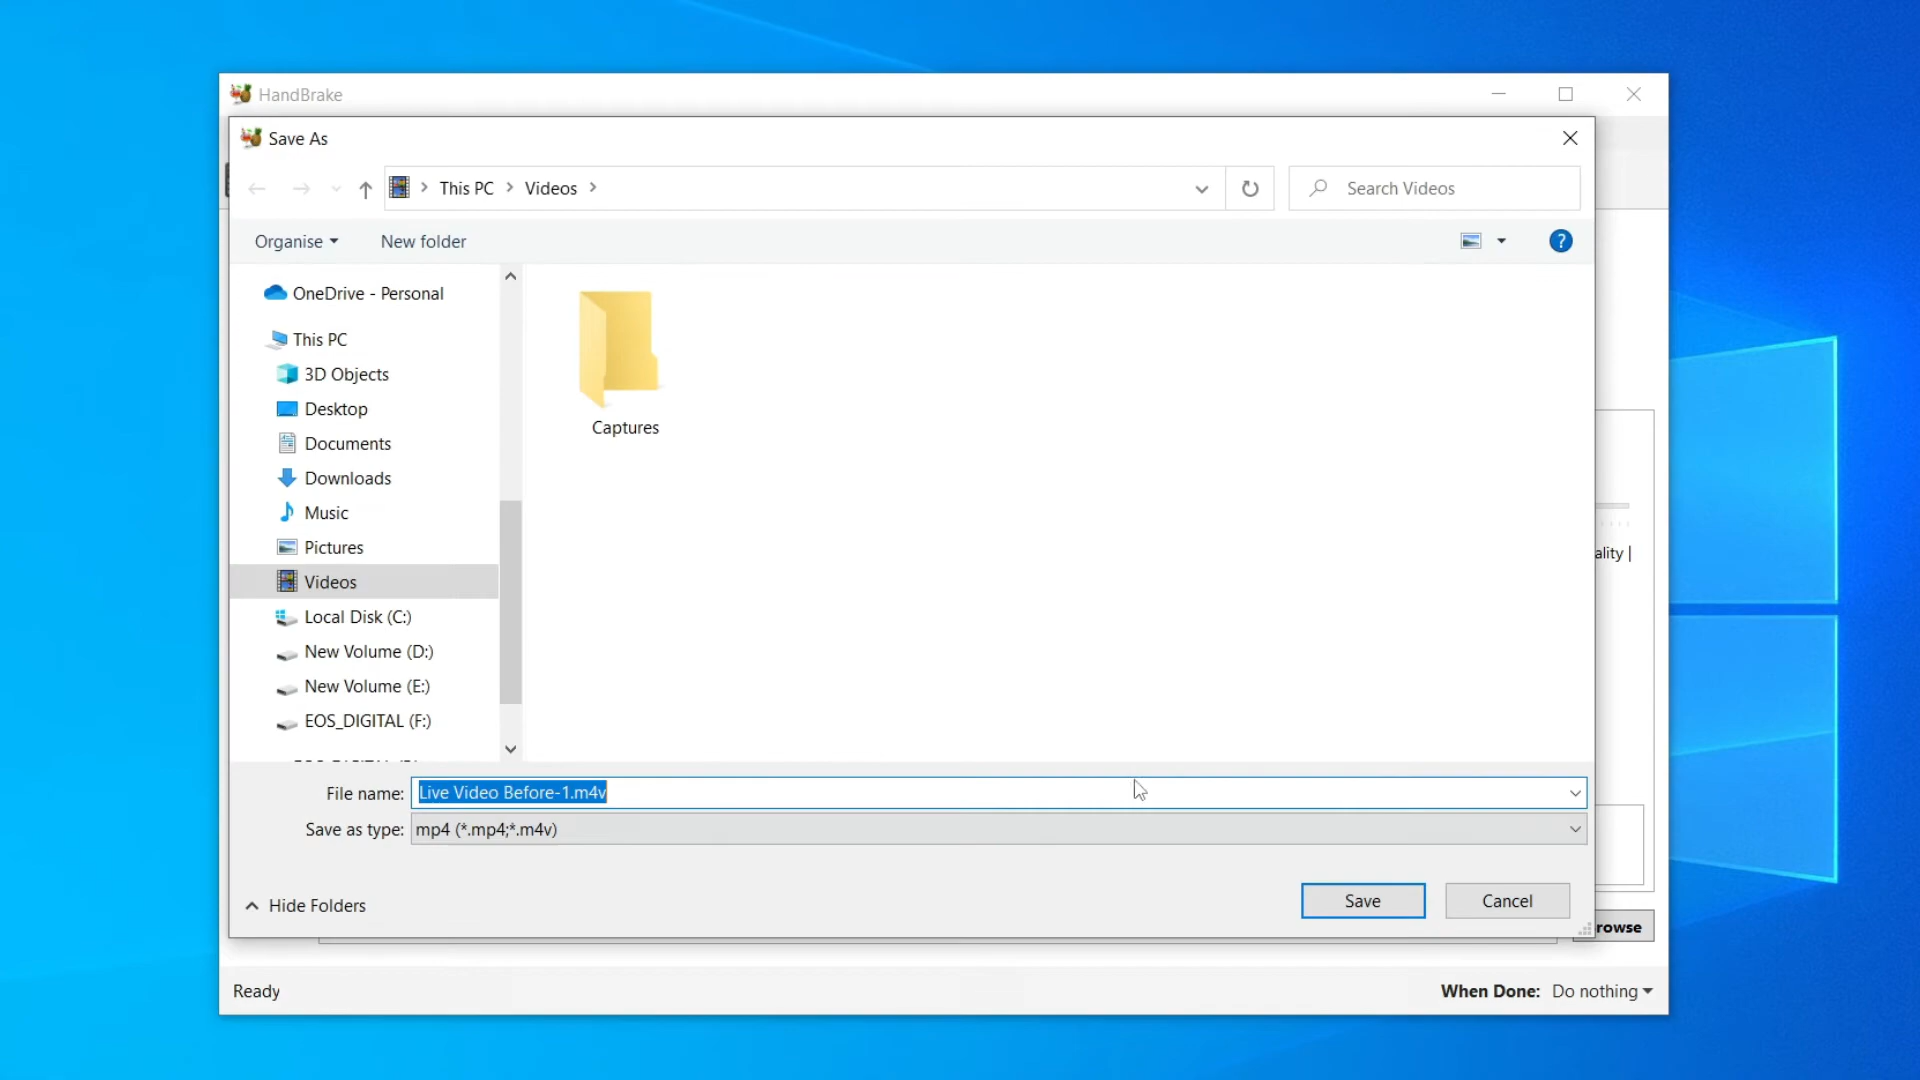 HandBrake
Save As
This PC
Videos
Search Videos
Organise
New folder
?
OneDrive - Personal
This PC
3D Objects
Desktop
Documents
Downloads
Music
Pictures
Videos
Local Disk (C:)
New Volume (D:)
New Volume (E:)
EOS_DIGITAL (F:)
Captures
ality |
File name: Live Video Before-1.m4v
Save as type: mp4 (*.mp4;*.m4v)
Hide Folders
Save
Cancel
rowse
Ready
When Done: Do nothing